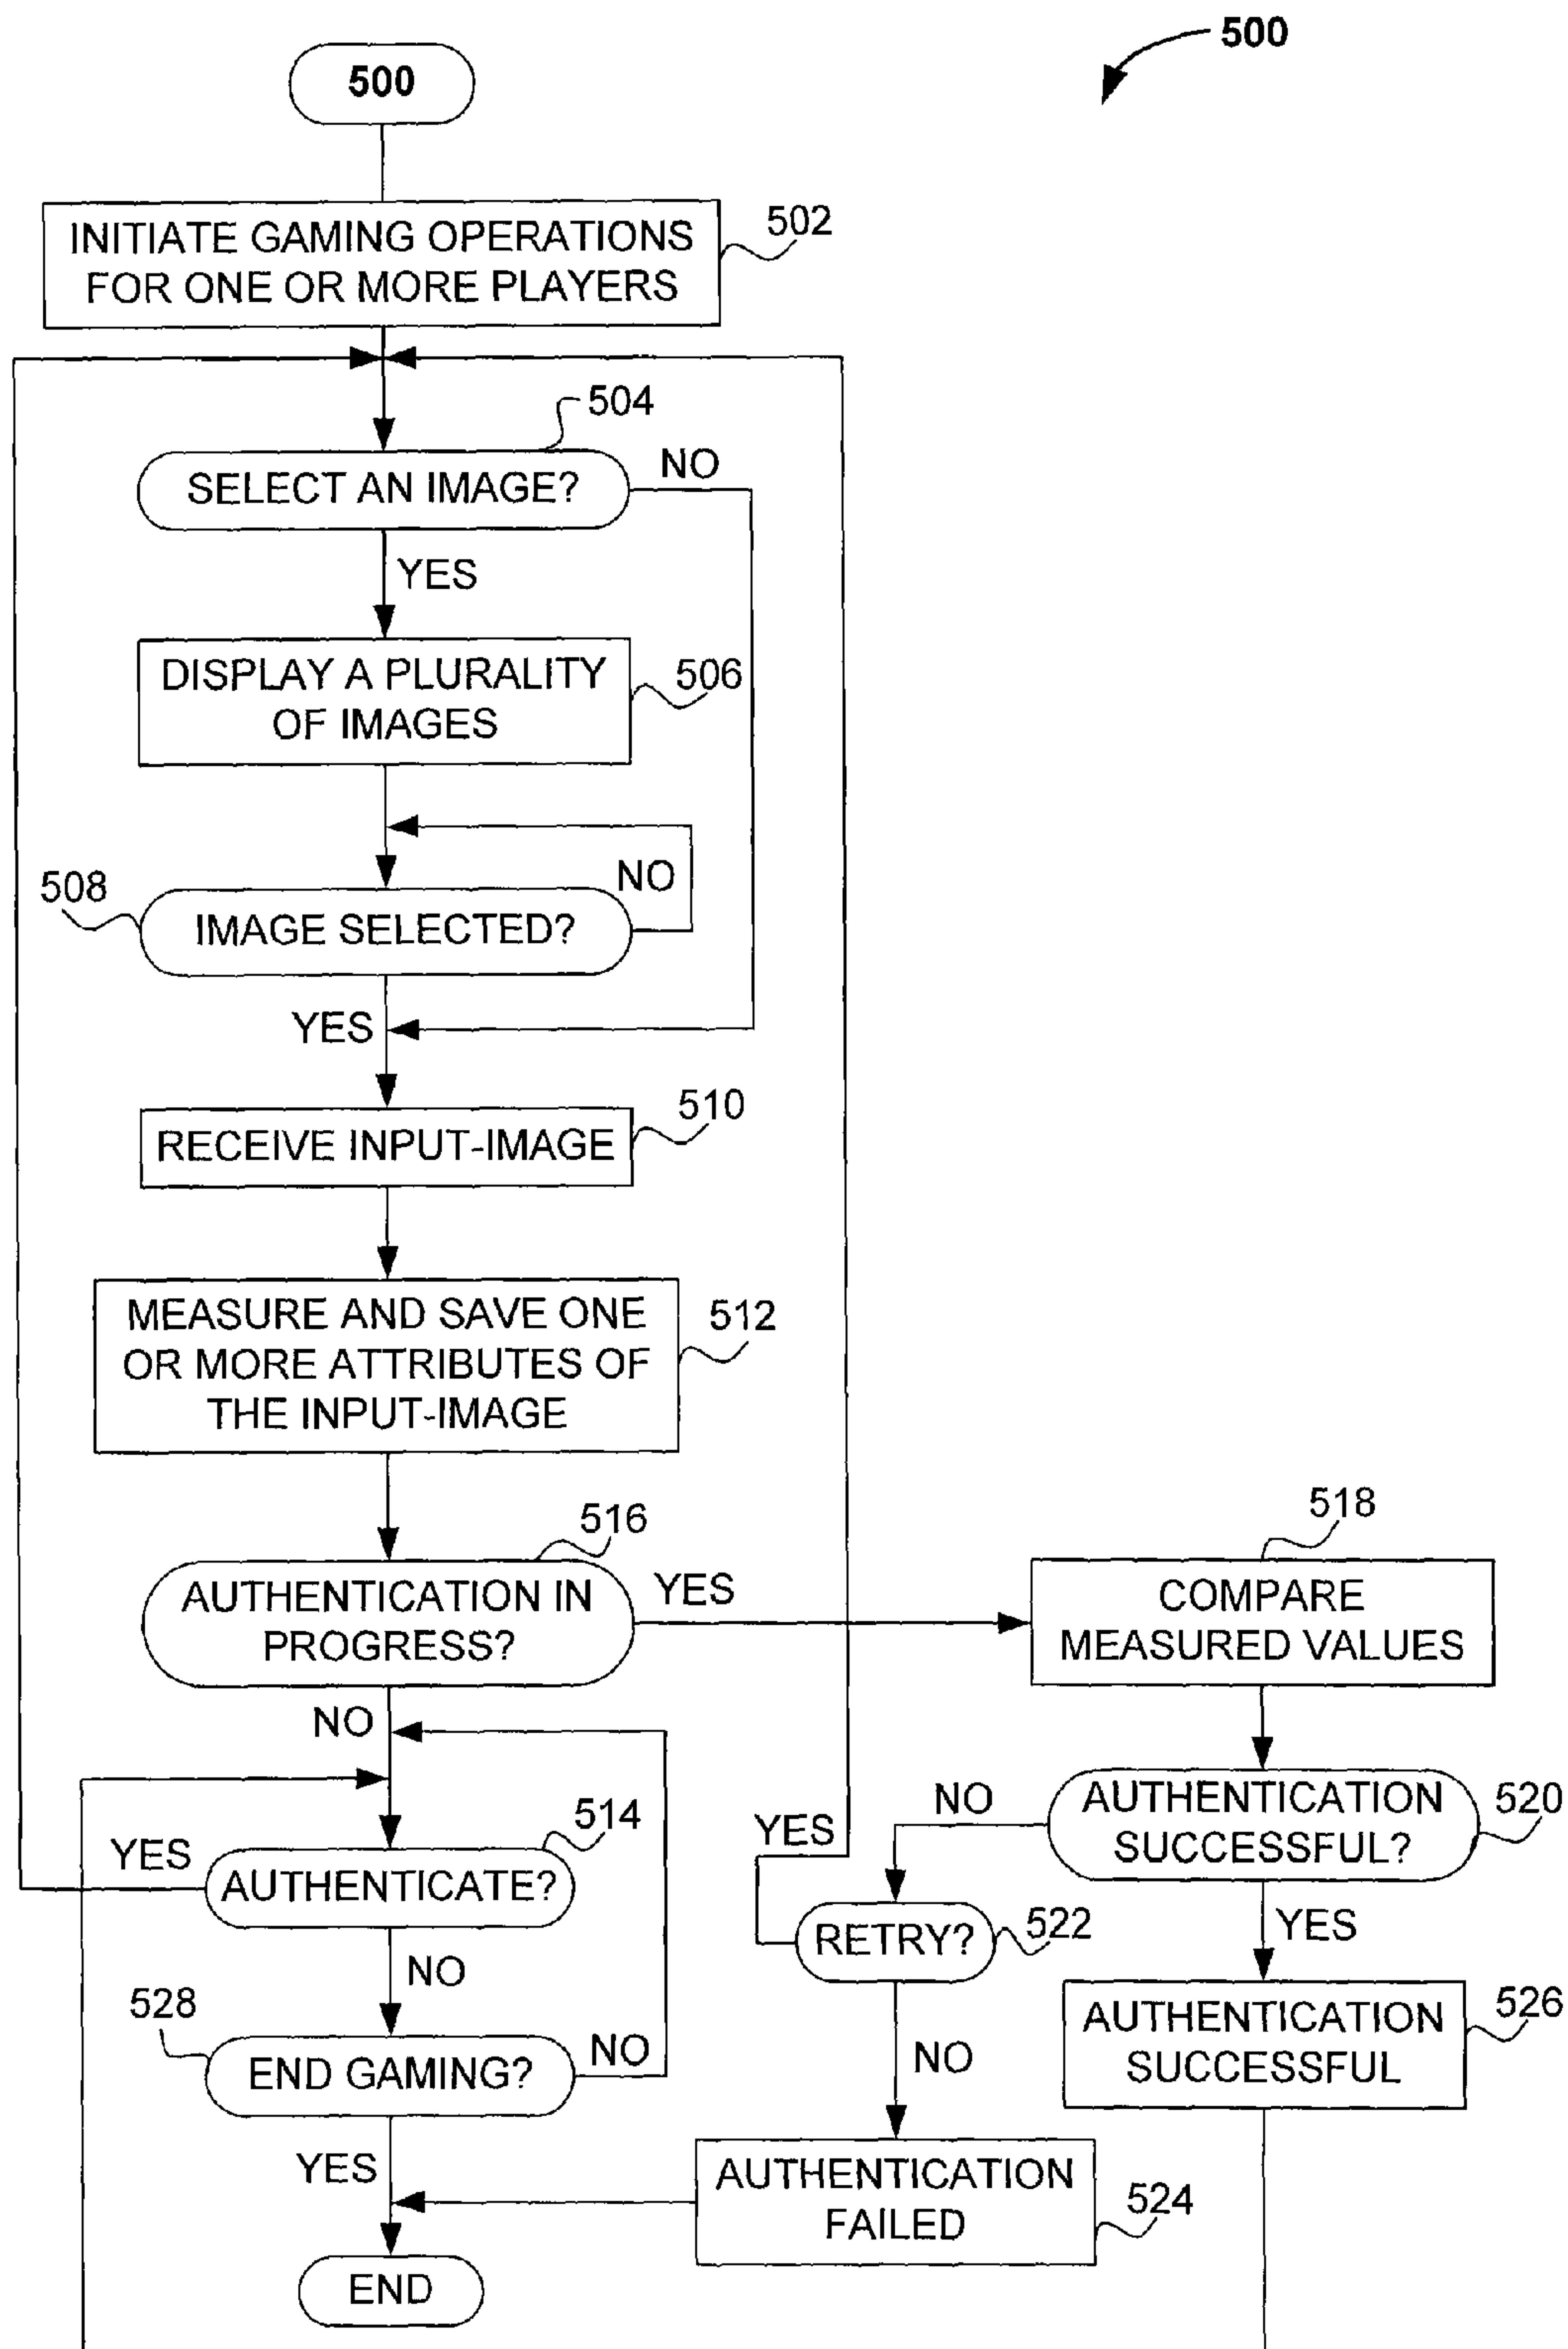 500
500
INITIATE GAMING OPERATIONS
FOR ONE OR MORE PLAYERS
502
504
SELECT AN IMAGE?
NO
YES
DISPLAY A PLURALITY
OF IMAGES
506
NO
508
IMAGE SELECTED?
YES
510
RECEIVE INPUT-IMAGE
MEASURE AND SAVE ONE
OR MORE ATTRIBUTES OF
THE INPUT-IMAGE
512
516
AUTHENTICATION IN
PROGRESS?
YES
518
COMPARE
MEASURED VALUES
NO
514
YES
AUTHENTICATE?
NO
528
END GAMING?
NO
YES
END
NO
AUTHENTICATION
SUCCESSFUL?
520
YES
RETRY?
522
YES
NO
AUTHENTICATION
SUCCESSFUL
526
AUTHENTICATION
FAILED
524